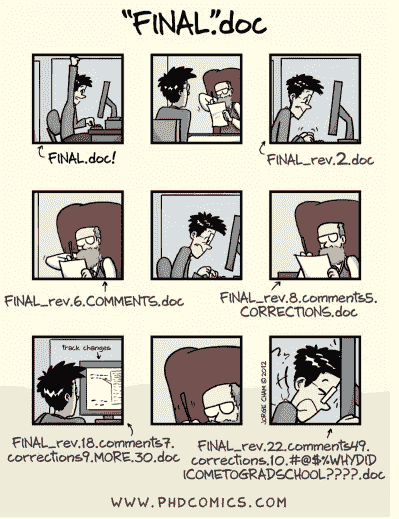 "FINAL".doc
FINAL.doc!
FINAL_rev.2.doc
FINAL_rev.6.COMMENTS.doc
FINAL_rev.8.comments5.
CORRECTIONS.doc
track changes
JORGE CHAM © 2012
FINAL_rev.18.comments7.
corrections9.MORE.30.doc
FINAL_rev.22.comments49.
corrections.10.#@$%WHYDID
ICOMETOGRADSCHOOL????.doc
WWW.PHDCOMICS.COM